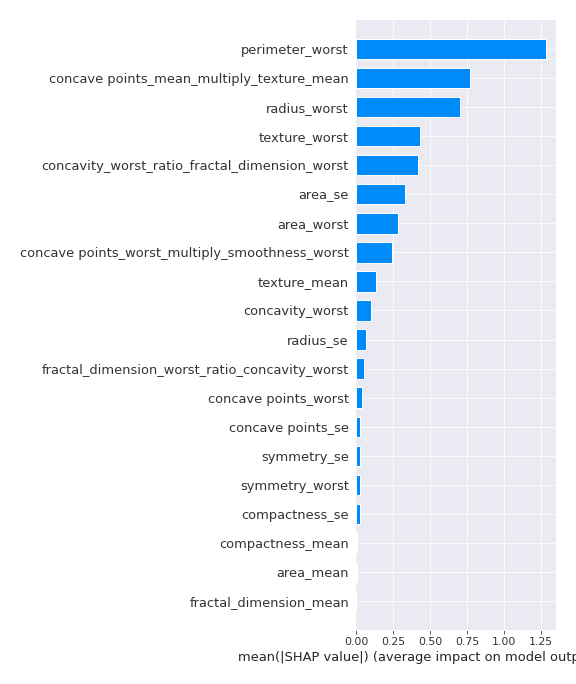 perimeter_worst
concave points_mean_multiply_texture_mean
radius_worst
texture_worst
concavity_worst_ratio_fractal_dimension_worst
area_se
area_worst
concave points_worst_multiply_smoothness_worst
texture_mean
concavity_worst
radius_se
fractal_dimension_worst_ratio_concavity_worst
concave points_worst
concave points_se
symmetry_se
symmetry_worst
compactness_se
compactness_mean
area_mean
fractal_dimension_mean
0.00 0.25 0.50 0.75 1.00 1.25
mean(|SHAP value|) (average impact on model outp